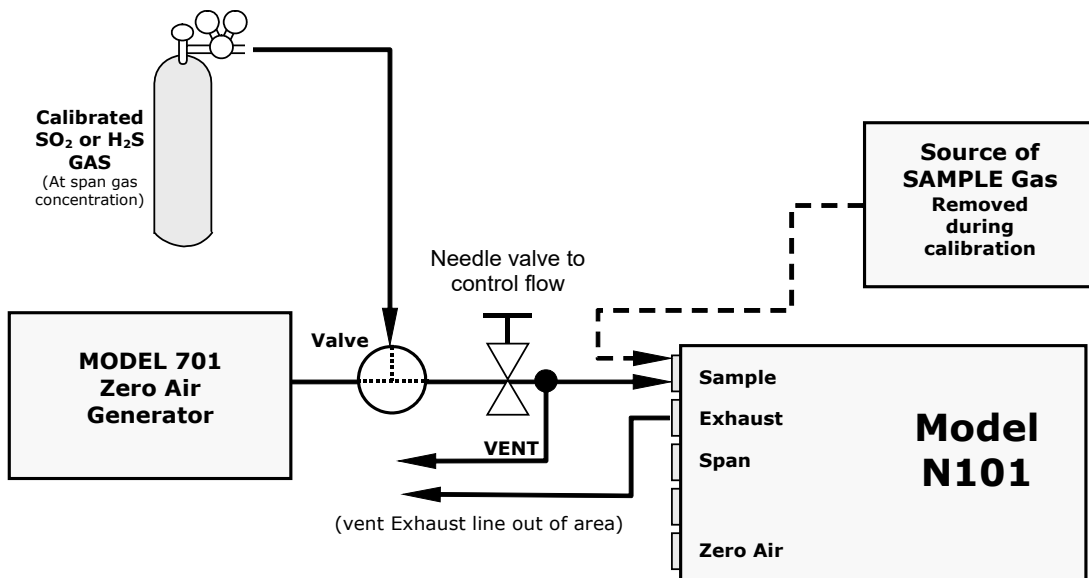 Calibrated
SO₂ or H₂S
GAS
(At span gas
concentration)
Source of
SAMPLE Gas
Removed
during
calibration
Needle valve to
control flow
MODEL 701
Zero Air
Generator
Valve
VENT
(vent Exhaust line out of area)
Sample
Exhaust
Span
Zero Air
Model
N101